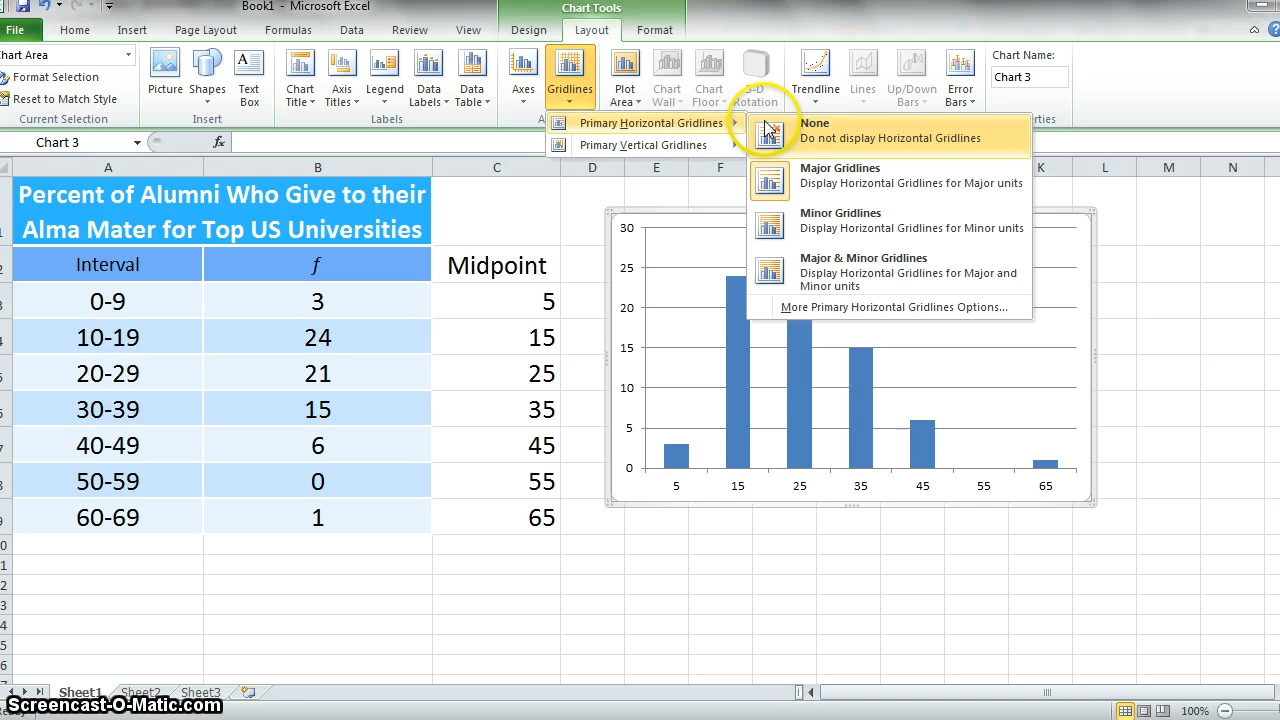 Book1 - Microsoft Excel
Chart Tools
File Home Insert Page Layout Formulas Data Review View Design Layout Format
Chart Area
Format Selection
Reset to Match Style
Current Selection
Picture Shapes Text Box
Insert
Chart Title Axis Titles Legend Data Labels Data Table
Labels
Axes Gridlines
Plot Area Chart Wall Chart Floor 3-D Rotation
Trendline Lines Up/Down Bars Error Bars
Chart Name:
Chart 3
Primary Horizontal Gridlines
Primary Vertical Gridlines
None
Do not display Horizontal Gridlines
Major Gridlines
Display Horizontal Gridlines for Major units
Minor Gridlines
Display Horizontal Gridlines for Minor units
Major & Minor Gridlines
Display Horizontal Gridlines for Major and
Minor units
More Primary Horizontal Gridlines Options...
Chart 3 fx
A B C D E F K L M N
Percent of Alumni Who Give to their
Alma Mater for Top US Universities
Interval f Midpoint
0-9 3 5
10-19 24 15
20-29 21 25
30-39 15 35
40-49 6 45
50-59 0 55
60-69 1 65
30
25
20
15
10
5
0
5 15 25 35 45 55 65
Sheet1 Sheet2 Sheet3
Screencast-O-Matic.com
100%